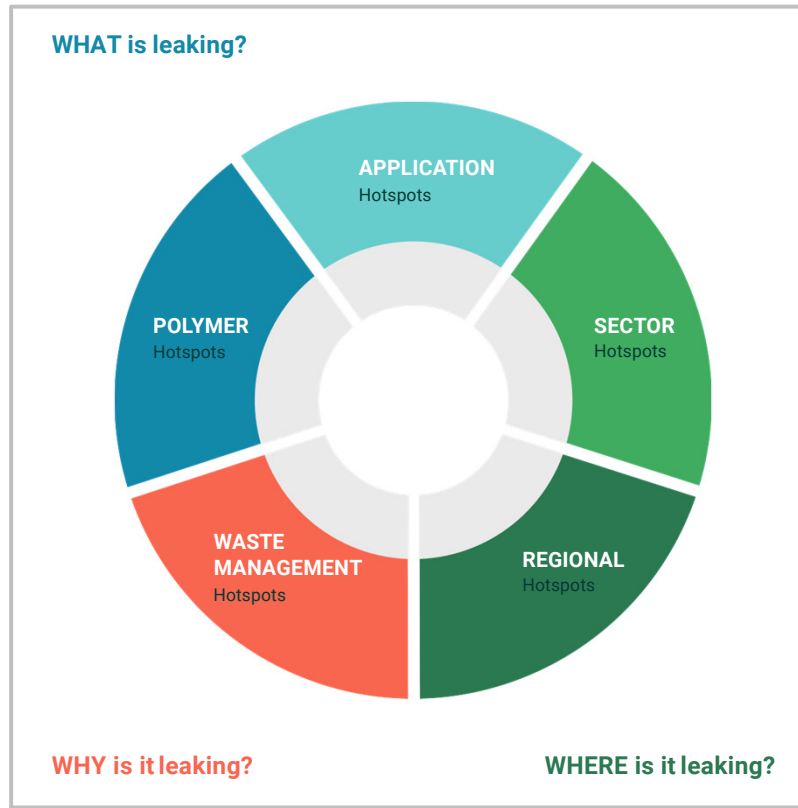 WHAT is leaking?
APPLICATION
Hotspots
POLYMER
Hotspots
SECTOR
Hotspots
WASTE
MANAGEMENT
Hotspots
REGIONAL
Hotspots
WHY is it leaking?
WHERE is it leaking?